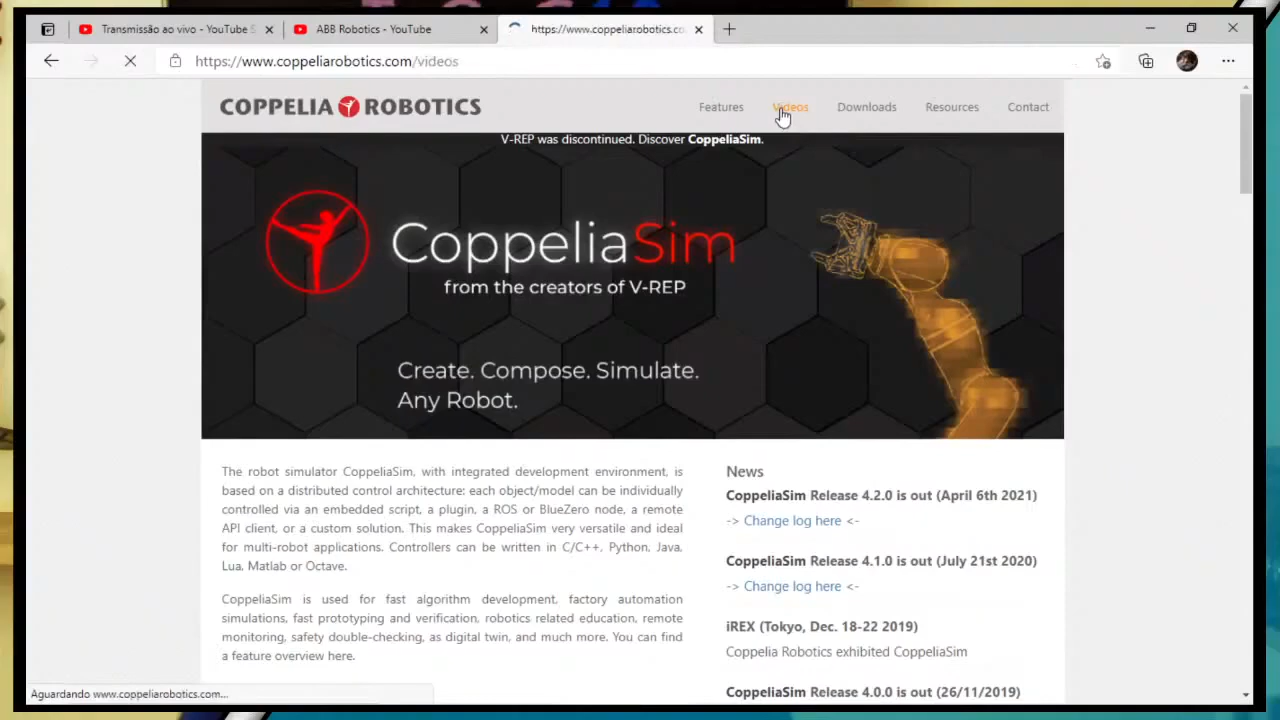 Transmissão ao vivo - YouTube S
ABB Robotics - YouTube
https://www.coppeliarobotics.co
https://www.coppeliarobotics.com/videos
COPPELIA ROBOTICS
Features
Videos
Downloads
Resources
Contact
V-REP was discontinued. Discover CoppeliaSim.
CoppeliaSim
from the creators of V-REP
Create. Compose. Simulate.
Any Robot.
The robot simulator CoppeliaSim, with integrated development environment, is
based on a distributed control architecture: each object/model can be individually
controlled via an embedded script, a plugin, a ROS or BlueZero node, a remote
API client, or a custom solution. This makes CoppeliaSim very versatile and ideal
for multi-robot applications. Controllers can be written in C/C++, Python, Java,
Lua, Matlab or Octave.
CoppeliaSim is used for fast algorithm development, factory automation
simulations, fast prototyping and verification, robotics related education, remote
monitoring, safety double-checking, as digital twin, and much more. You can find
a feature overview here.
News
CoppeliaSim Release 4.2.0 is out (April 6th 2021)
-> Change log here <-
CoppeliaSim Release 4.1.0 is out (July 21st 2020)
-> Change log here <-
iREX (Tokyo, Dec. 18-22 2019)
Coppelia Robotics exhibited CoppeliaSim
CoppeliaSim Release 4.0.0 is out (26/11/2019)
Aguardando www.coppeliarobotics.com...